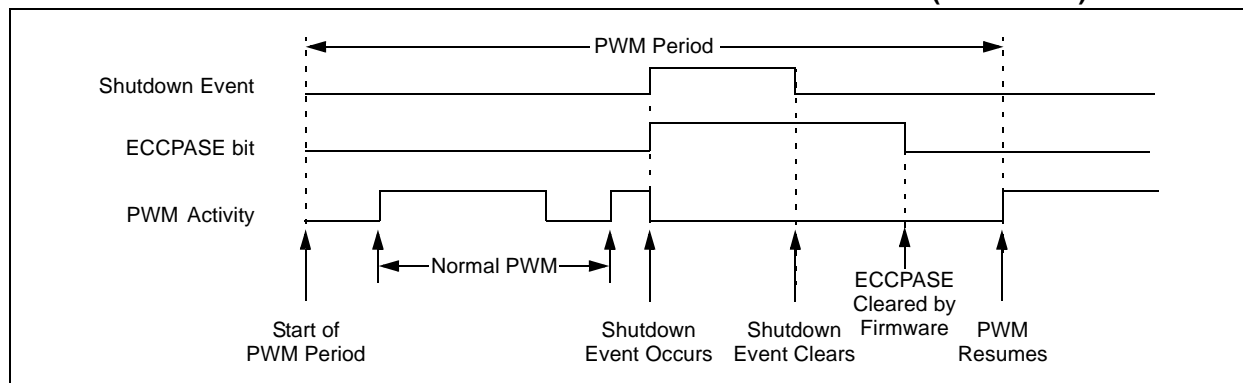 PWM Period
Shutdown Event
ECCPASE bit
PWM Activity
Normal PWM
Start of
PWM Period
Shutdown
Event Occurs
Shutdown
Event Clears
ECCPASE
Cleared by
Firmware
PWM
Resumes